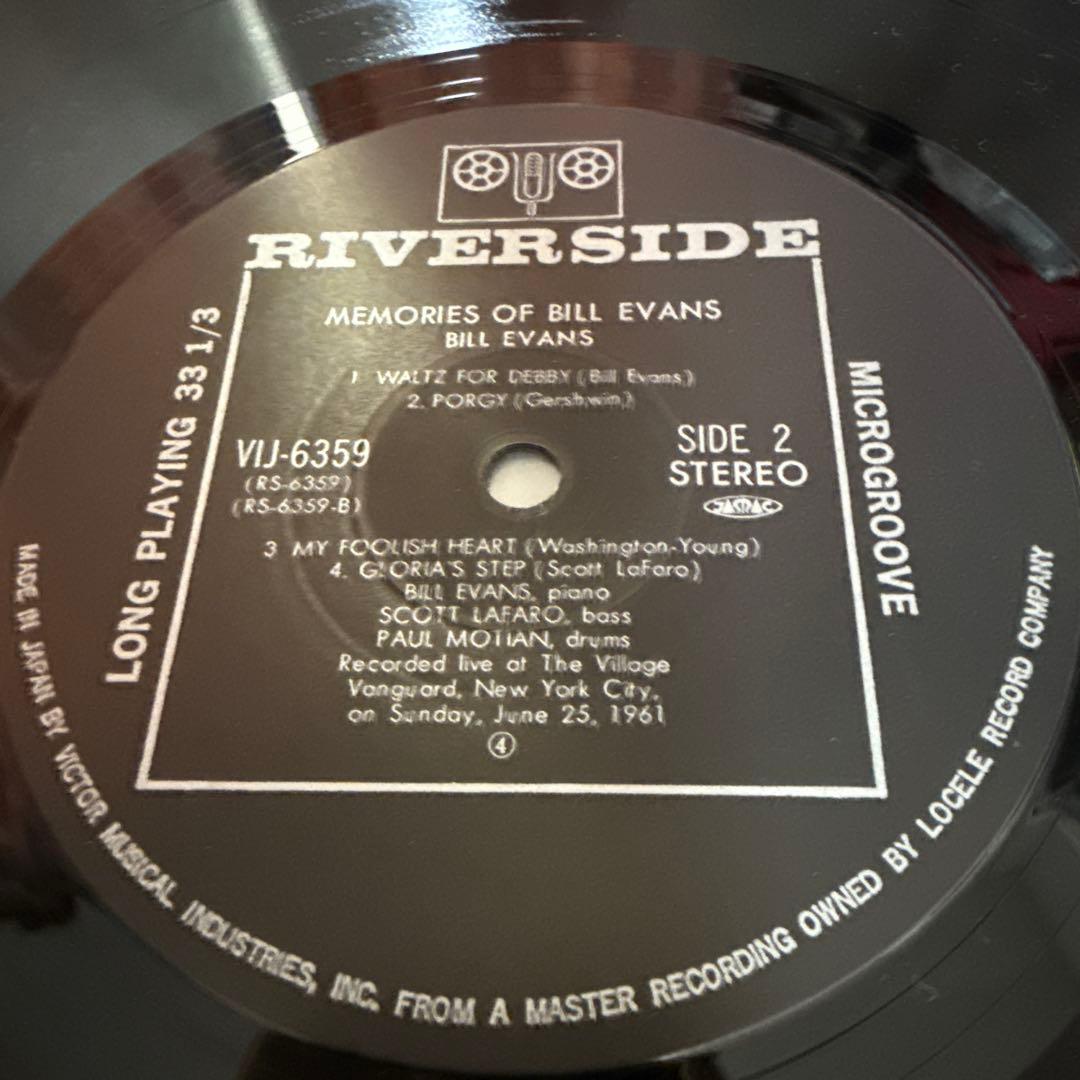 RIVERSIDE
MEMORIES OF BILL EVANS
BILL EVANS
1 WALTZ FOR DEBBY (Bill Evans)
2. PORGY (Gershwin)
VIJ-6359
(RS-6359)
(RS-6359-B)
SIDE 2
STEREO
JASRAC
3 MY FOOLISH HEART (Washington-Young)
4. GLORIA'S STEP (Scott LaFaro)
BILL EVANS, piano
SCOTT LAFARO, bass
PAUL MOTIAN, drums
Recorded live at The Village
Vanguard, New York City,
on Sunday, June 25, 1961
4
LONG PLAYING 33 1/3
MICROGROOVE
MADE IN JAPAN BY VICTOR MUSICAL INDUSTRIES, INC. FROM A MASTER RECORDING OWNED BY LOCELE RECORD COMPANY